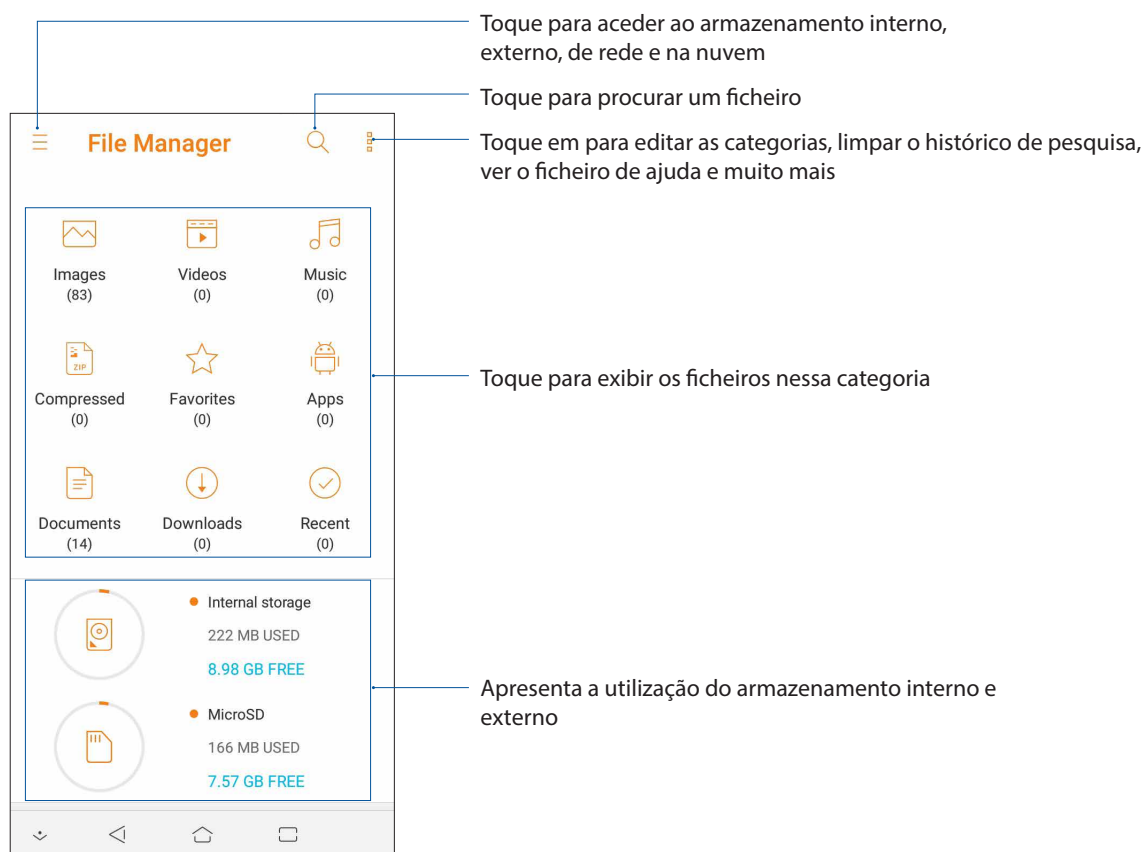 Toque para aceder ao armazenamento interno,
externo, de rede e na nuvem
Toque para procurar um ficheiro
Toque em para editar as categorias, limpar o histórico de pesquisa,
ver o ficheiro de ajuda e muito mais
File Manager
Images
(83)
Videos
(0)
Music
(0)
ZIP
Compressed
(0)
Favorites
(0)
Apps
(0)
Toque para exibir os ficheiros nessa categoria
Documents
(14)
Downloads
(0)
Recent
(0)
Internal storage
222 MB USED
8.98 GB FREE
MicroSD
166 MB USED
7.57 GB FREE
Apresenta a utilização do armazenamento interno e
externo